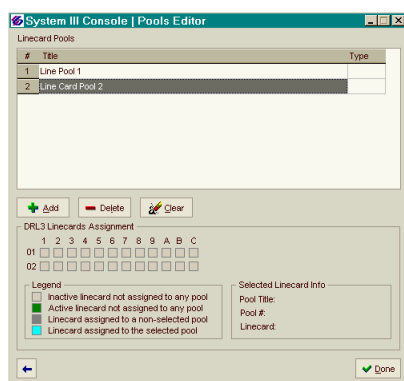 System III Console | Pools Editor
Linecard Pools
# Title Type
1 Line Pool 1
2 Line Card Pool 2
Add Delete Clear
DRL3 Linecards Assignment
1 2 3 4 5 6 7 8 9 A B C
01
02
Legend
Inactive linecard not assigned to any pool
Active linecard not assigned to any pool
Linecard assigned to a non-selected pool
Linecard assigned to the selected pool
Selected Linecard Info
Pool Title:
Pool #:
Linecard:
Done